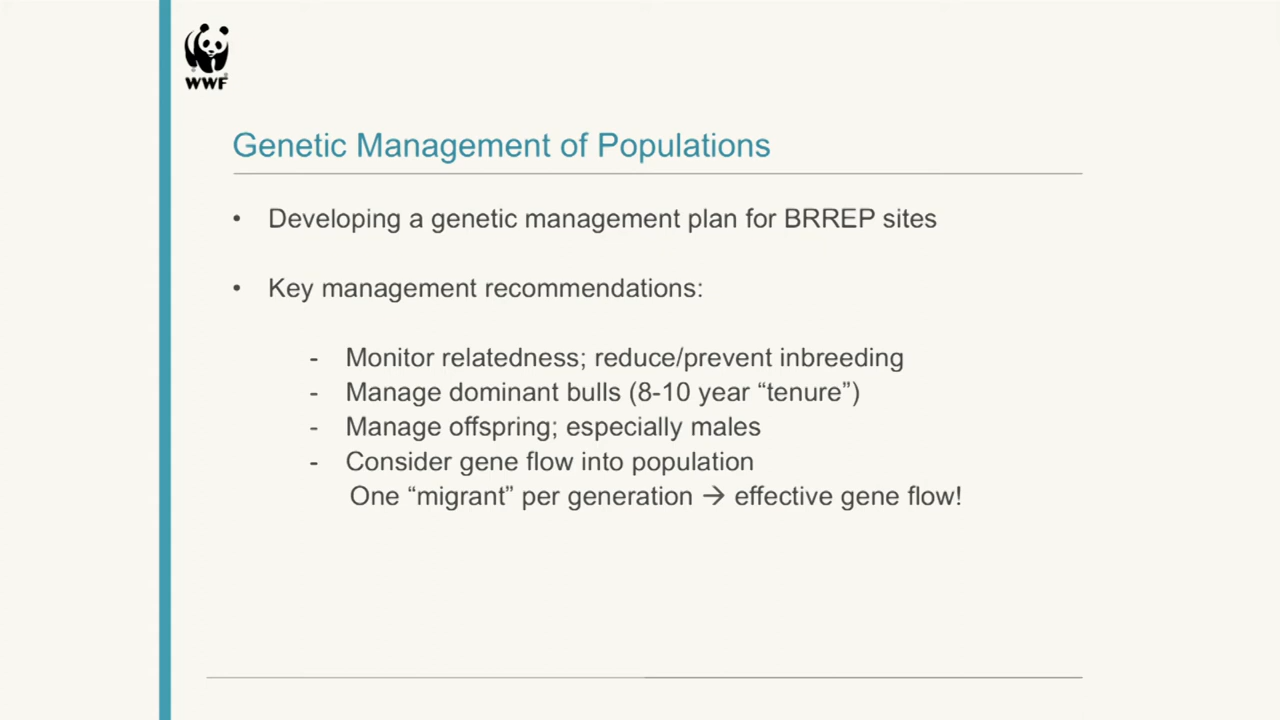 WWF
Genetic Management of Populations
• Developing a genetic management plan for BRREP sites
• Key management recommendations:
- Monitor relatedness; reduce/prevent inbreeding
- Manage dominant bulls (8-10 year “tenure”)
- Manage offspring; especially males
- Consider gene flow into population
One “migrant” per generation → effective gene flow!